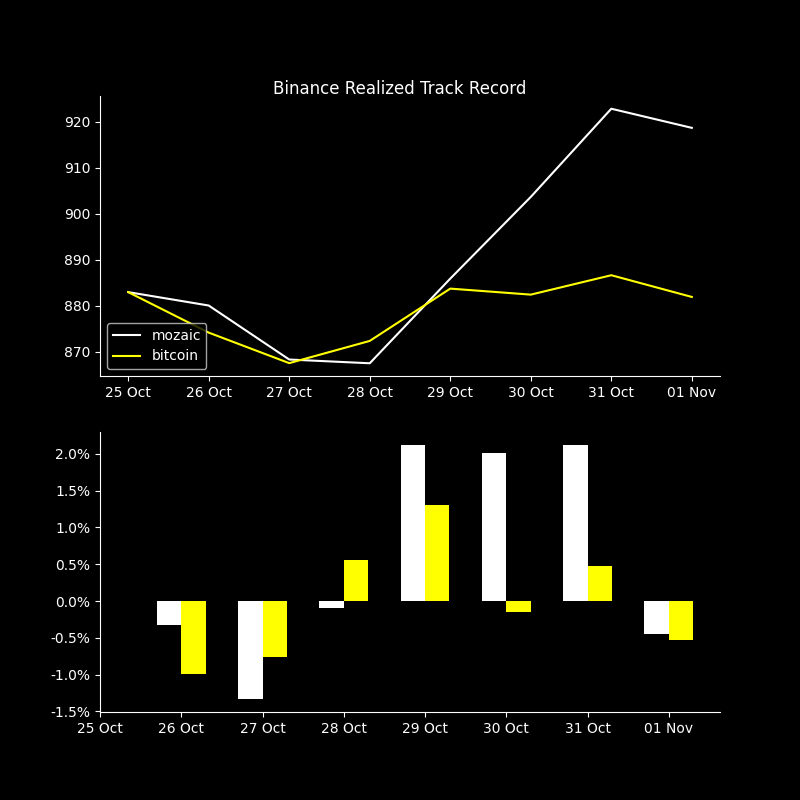 Binance Realized Track Record
920
910
900
890
880
870
mozaic
bitcoin
25 Oct 26 Oct 27 Oct 28 Oct 29 Oct 30 Oct 31 Oct 01 Nov
2.0%
1.5%
1.0%
0.5%
0.0%
-0.5%
-1.0%
-1.5%
25 Oct 26 Oct 27 Oct 28 Oct 29 Oct 30 Oct 31 Oct 01 Nov